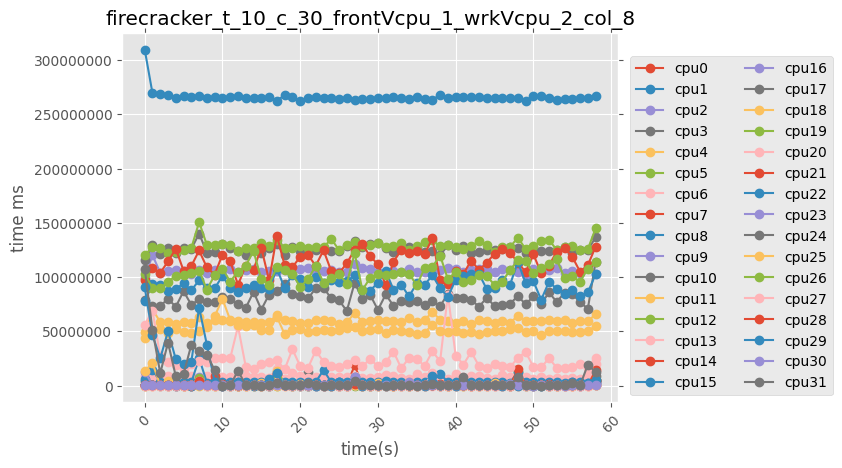 firecracker_t_10_c_30_frontVcpu_1_wrkVcpu_2_col_8
300000000
250000000
200000000
150000000
100000000
50000000
0
time ms
0
10
20
30
40
50
60
time(s)
cpu0
cpu1
cpu2
cpu3
cpu4
cpu5
cpu6
cpu7
cpu8
cpu9
cpu10
cpu11
cpu12
cpu13
cpu14
cpu15
cpu16
cpu17
cpu18
cpu19
cpu20
cpu21
cpu22
cpu23
cpu24
cpu25
cpu26
cpu27
cpu28
cpu29
cpu30
cpu31